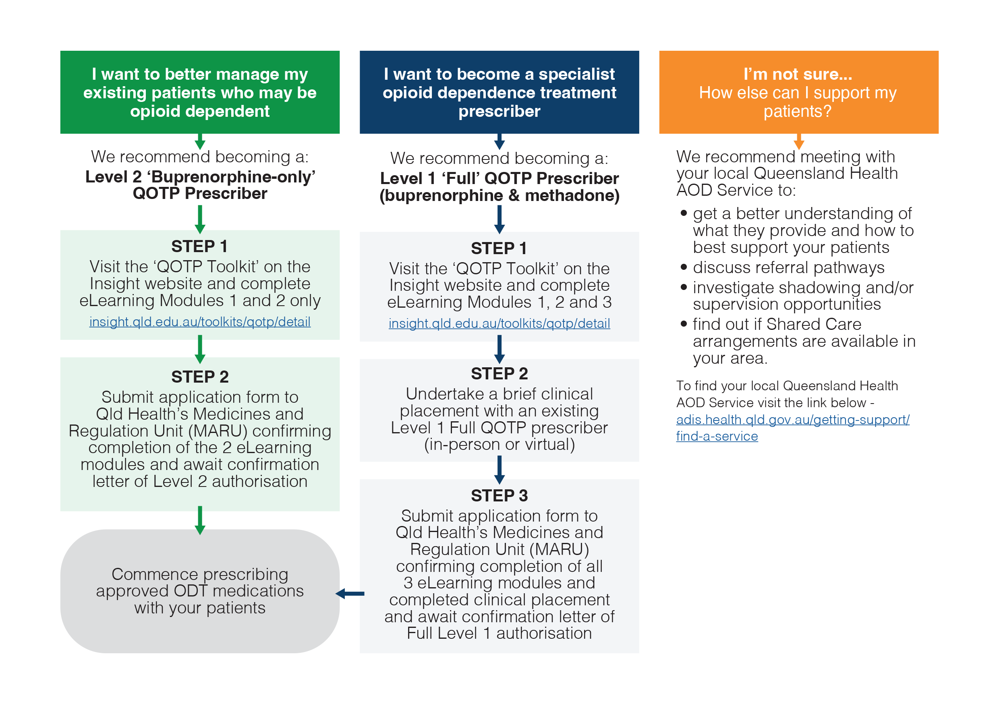 I want to better manage my
existing patients who may be
opioid dependent
We recommend becoming a:
Level 2 ‘Buprenorphine-only’
QOTP Prescriber
STEP 1
Visit the ‘QOTP Toolkit’ on the
Insight website and complete
eLearning Modules 1 and 2 only
insight.qld.edu.au/toolkits/qotp/detail
STEP 2
Submit application form to
Qld Health’s Medicines and
Regulation Unit (MARU) confirming
completion of the 2 eLearning
modules and await confirmation
letter of Level 2 authorisation
Commence prescribing
approved ODT medications
with your patients
I want to become a specialist
opioid dependence treatment
prescriber
We recommend becoming a:
Level 1 ‘Full’ QOTP Prescriber
(buprenorphine & methadone)
STEP 1
Visit the ‘QOTP Toolkit’ on the
Insight website and complete
eLearning Modules 1, 2 and 3
insight.qld.edu.au/toolkits/qotp/detail
STEP 2
Undertake a brief clinical
placement with an existing
Level 1 Full QOTP prescriber
(in-person or virtual)
STEP 3
Submit application form to
Qld Health’s Medicines and
Regulation Unit (MARU)
confirming completion of all
3 eLearning modules and
completed clinical placement
and await confirmation letter of
Full Level 1 authorisation
I’m not sure...
How else can I support my
patients?
We recommend meeting with
your local Queensland Health
AOD Service to:
• get a better understanding of
what they provide and how to
best support your patients
• discuss referral pathways
• investigate shadowing and/or
supervision opportunities
• find out if Shared Care
arrangements are available in
your area.
To find your local Queensland Health
AOD Service visit the link below -
adis.health.qld.gov.au/getting-support/
find-a-service